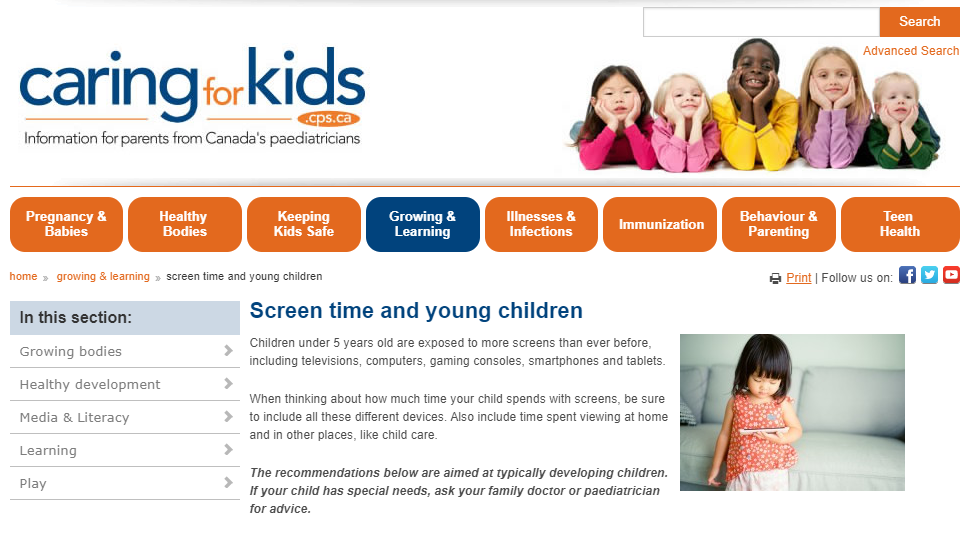 Search
Advanced Search
caring for kids
.cps.ca
Information for parents from Canada's paediatricians
Pregnancy &
Babies
Healthy
Bodies
Keeping
Kids Safe
Growing &
Learning
Illnesses &
Infections
Immunization
Behaviour &
Parenting
Teen
Health
home » growing & learning » screen time and young children
Print | Follow us on:
In this section:
Growing bodies
Healthy development
Media & Literacy
Learning
Play
Screen time and young children
Children under 5 years old are exposed to more screens than ever before,
including televisions, computers, gaming consoles, smartphones and tablets.
When thinking about how much time your child spends with screens, be sure
to include all these different devices. Also include time spent viewing at home
and in other places, like child care.
The recommendations below are aimed at typically developing children.
If your child has special needs, ask your family doctor or paediatrician
for advice.